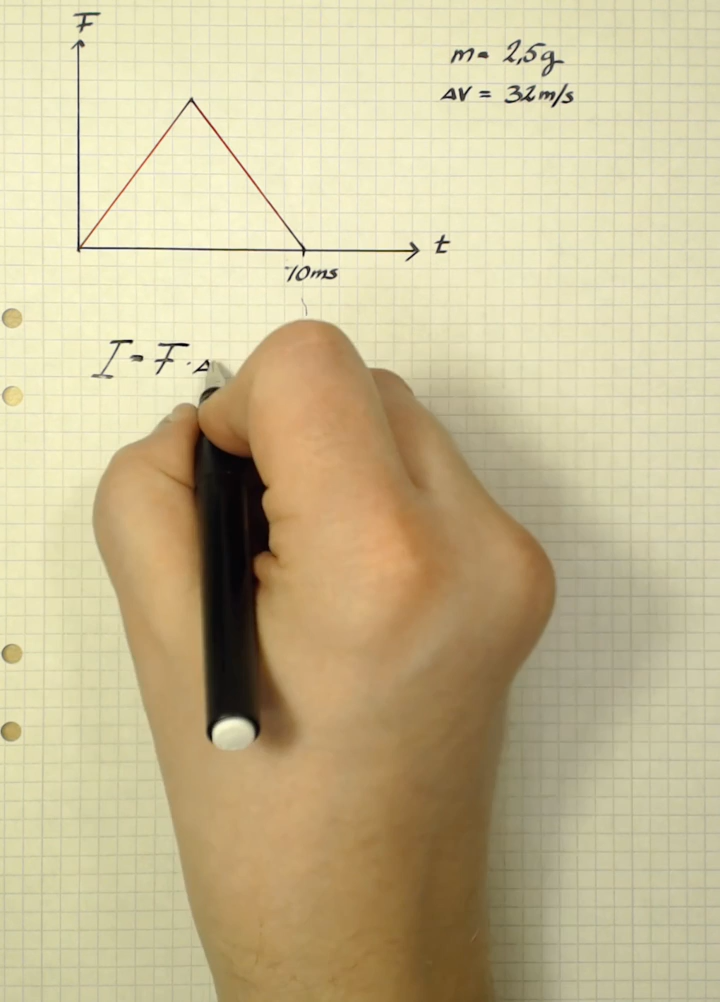 F
m = 2,5g
ΔV = 32m/s
t
10ms
I = F · Δ